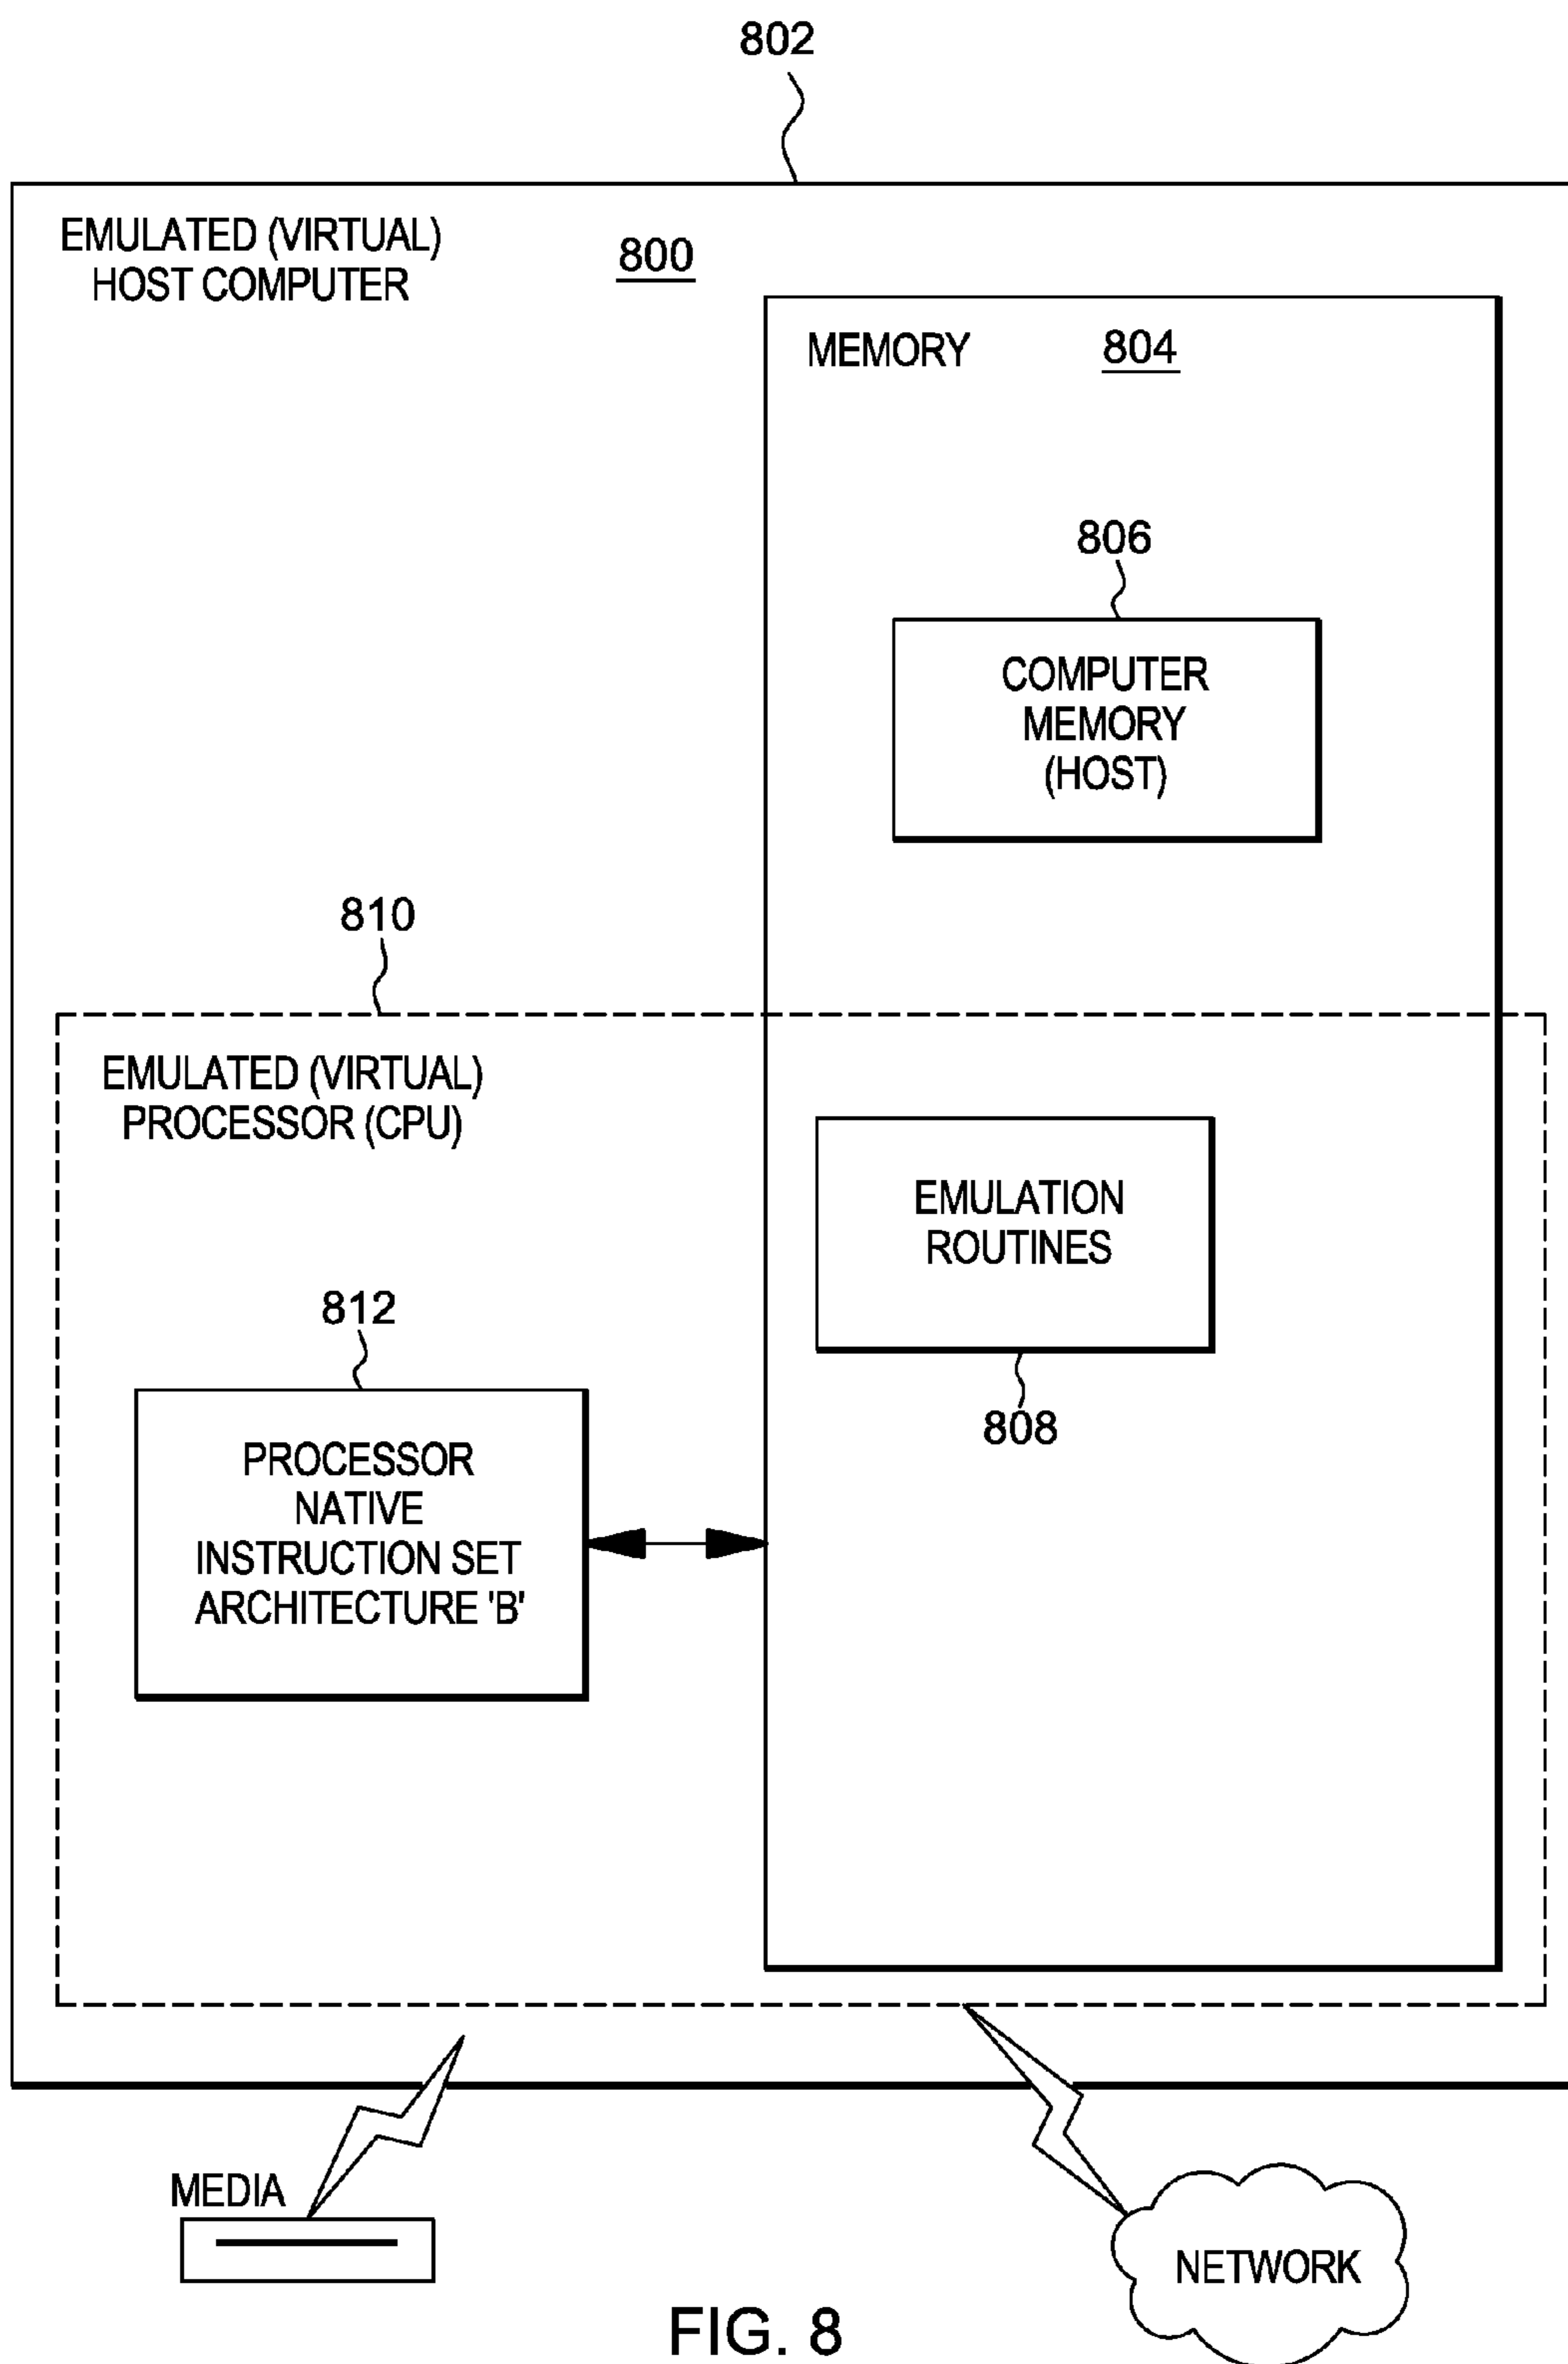 802
EMULATED (VIRTUAL)
HOST COMPUTER
800
MEMORY
804
806
COMPUTER
MEMORY
(HOST)
810
EMULATED (VIRTUAL)
PROCESSOR (CPU)
EMULATION
ROUTINES
808
812
PROCESSOR
NATIVE
INSTRUCTION SET
ARCHITECTURE 'B'
MEDIA
NETWORK
FIG. 8